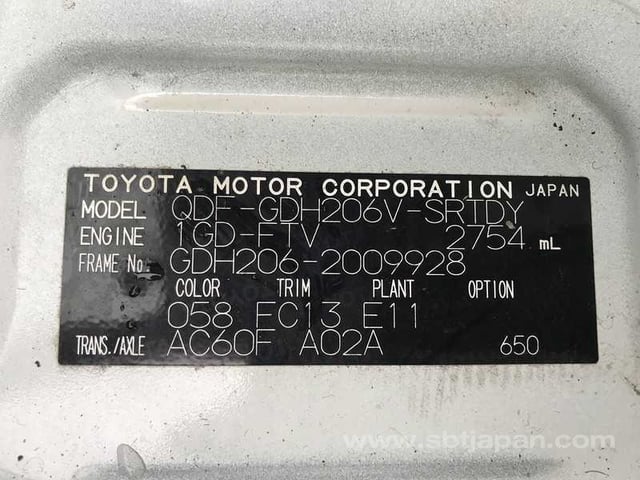 TOYOTA MOTOR CORPORATION JAPAN
MODEL QDF-GDH206V-SRTDY
ENGINE 1GD-FTV 2754 mL
FRAME No. GDH206-2009928
COLOR TRIM PLANT OPTION
058 FC13 E11
TRANS./AXLE AC60F A02A 650
www.sbtjapan.com